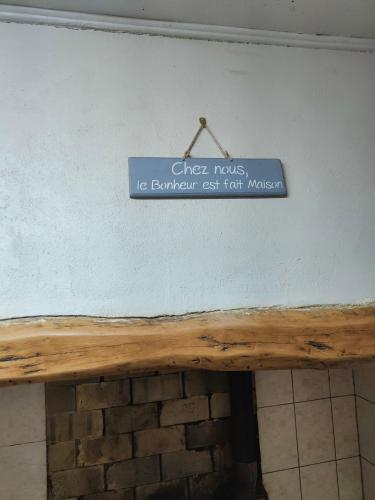 Chez nous,
le Bonheur est fait Maison